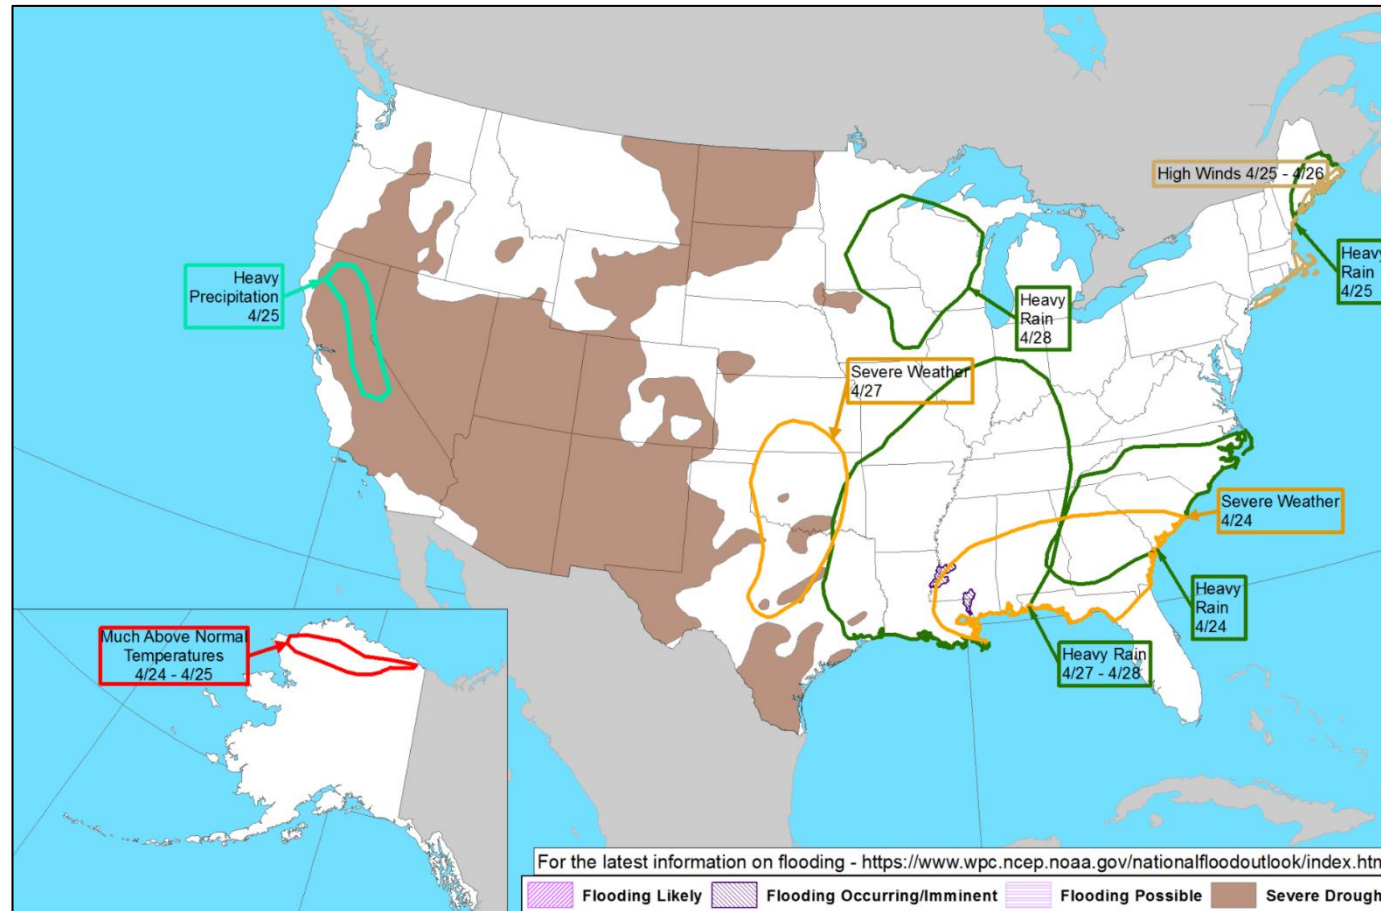 High Winds 4/25 - 4/26
Heavy
Rain
4/25
Heavy
Precipitation
4/25
Heavy
Rain
4/28
Severe Weather
4/27
Severe Weather
4/24
Heavy
Rain
4/24
Heavy Rain
4/27 - 4/28
Much Above Normal
Temperatures
4/24 - 4/25
For the latest information on flooding - https://www.wpc.ncep.noaa.gov/nationalfloodoutlook/index.htm
Flooding Likely Flooding Occurring/Imminent Flooding Possible Severe Drough